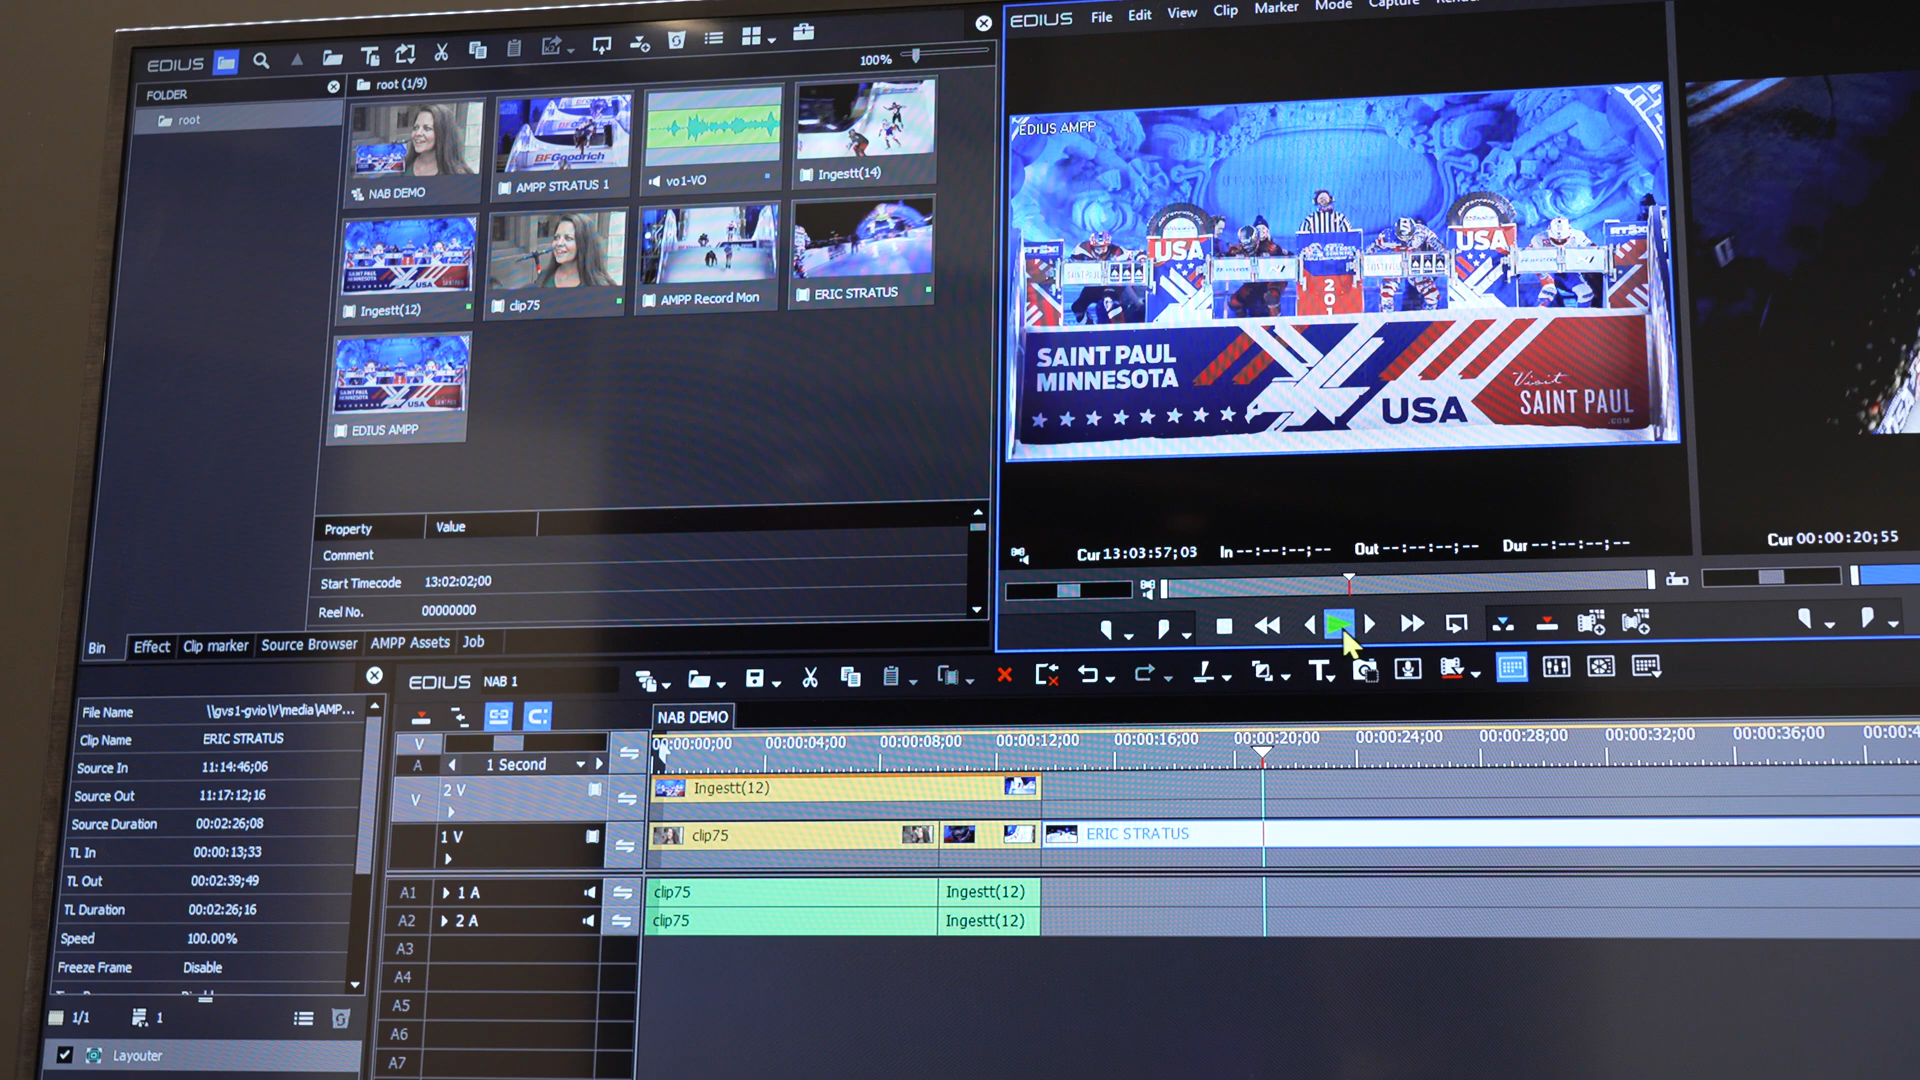 EDIUS
100%
FOLDER
root
root (1/9)
NAB DEMO
AMPP STRATUS 1
vo1-VO
Ingestt(14)
BFGoodrich
Ingestt(12)
clip75
AMPP Record Mon
ERIC STRATUS
EDIUS AMPP
Property Value
Comment
Start Timecode 13:02:02;00
Reel No. 00000000
Bin Effect Clip marker Source Browser AMPP Assets Job
EDIUS File Edit View Clip Marker Mode Capture
EDIUS AMPP
USA
USA
SAINT PAUL
MINNESOTA
USA
Visit
SAINT PAUL
.COM
Cur 13:03:57;03 In --:--:--;-- Out --:--:--;-- Dur --:--:--;--
Cur 00:00:20;55
File Name \\gvs1-gvio\V\media\AMP...
Clip Name ERIC STRATUS
Source In 11:14:46;06
Source Out 11:17:12;16
Source Duration 00:02:26;08
TL In 00:00:13;33
TL Out 00:02:39;49
TL Duration 00:02:26;16
Speed 100.00%
Freeze Frame Disable
1/1 1
Layouter
EDIUS NAB 1
NAB DEMO
00:00:00;00 00:00:04;00 00:00:08;00 00:00:12;00 00:00:16;00 00:00:20;00 00:00:24;00 00:00:28;00 00:00:32;00 00:00:36;00
V
A 1 Second
V 2 V Ingestt(12)
1 V clip75 ERIC STRATUS
A1 1 A clip75 Ingestt(12)
A2 2 A clip75 Ingestt(12)
A3
A4
A5
A6
A7